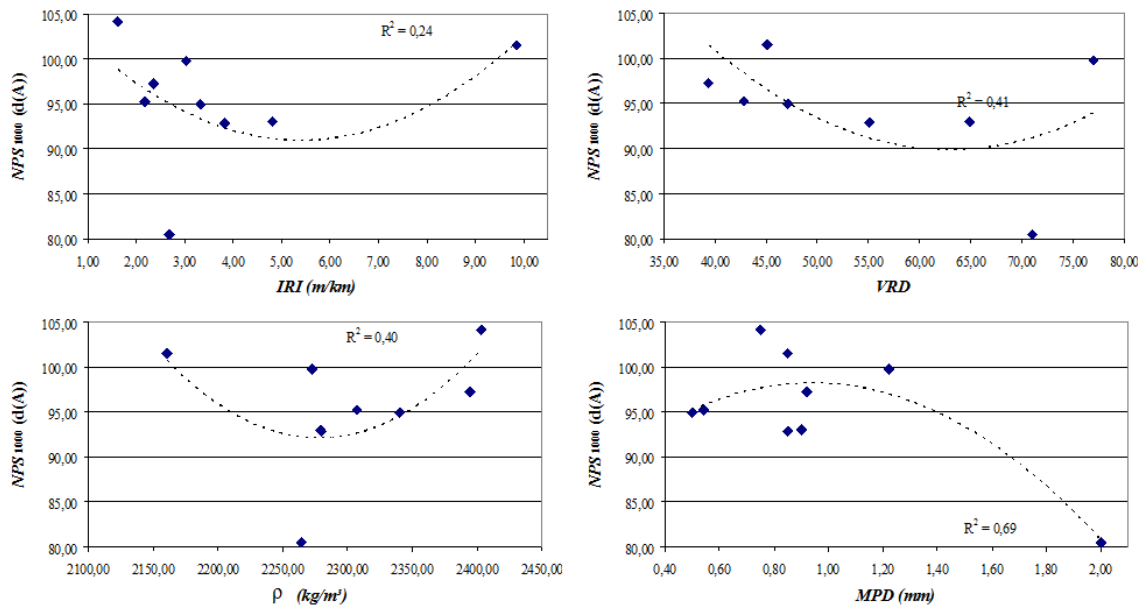 NPS 1000 (d(A))
105,00
100,00
95,00
90,00
85,00
80,00
R² = 0,24
1,00 2,00 3,00 4,00 5,00 6,00 7,00 8,00 9,00 10,00
IRI (m/km)
NPS 1000 (d(A))
105,00
100,00
95,00
90,00
85,00
80,00
R² = 0,41
35,00 40,00 45,00 50,00 55,00 60,00 65,00 70,00 75,00 80,00
VRD
NPS 1000 (d(A))
105,00
100,00
95,00
90,00
85,00
80,00
R² = 0,40
2100,00 2150,00 2200,00 2250,00 2300,00 2350,00 2400,00 2450,00
ρ (kg/m³)
NPS 1000 (d(A))
105,00
100,00
95,00
90,00
85,00
80,00
R² = 0,69
0,40 0,60 0,80 1,00 1,20 1,40 1,60 1,80 2,00
MPD (mm)